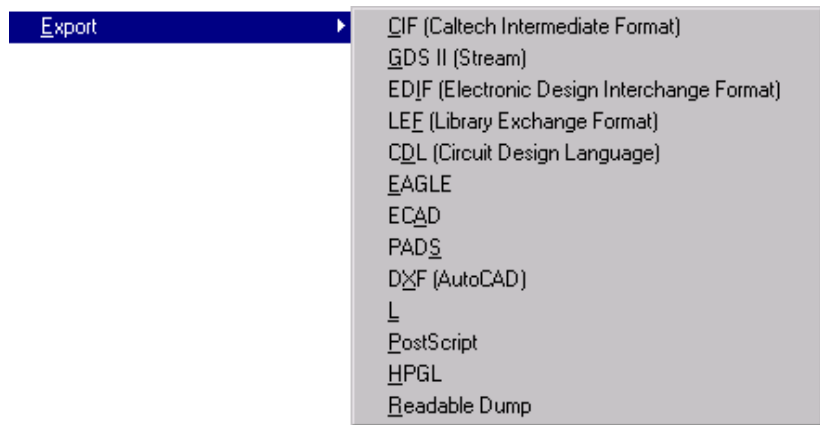 Export
CIF (Caltech Intermediate Format)
GDS II (Stream)
EDIF (Electronic Design Interchange Format)
LEF (Library Exchange Format)
CDL (Circuit Design Language)
EAGLE
ECAD
PADS
DXF (AutoCAD)
L
PostScript
HPGL
Readable Dump